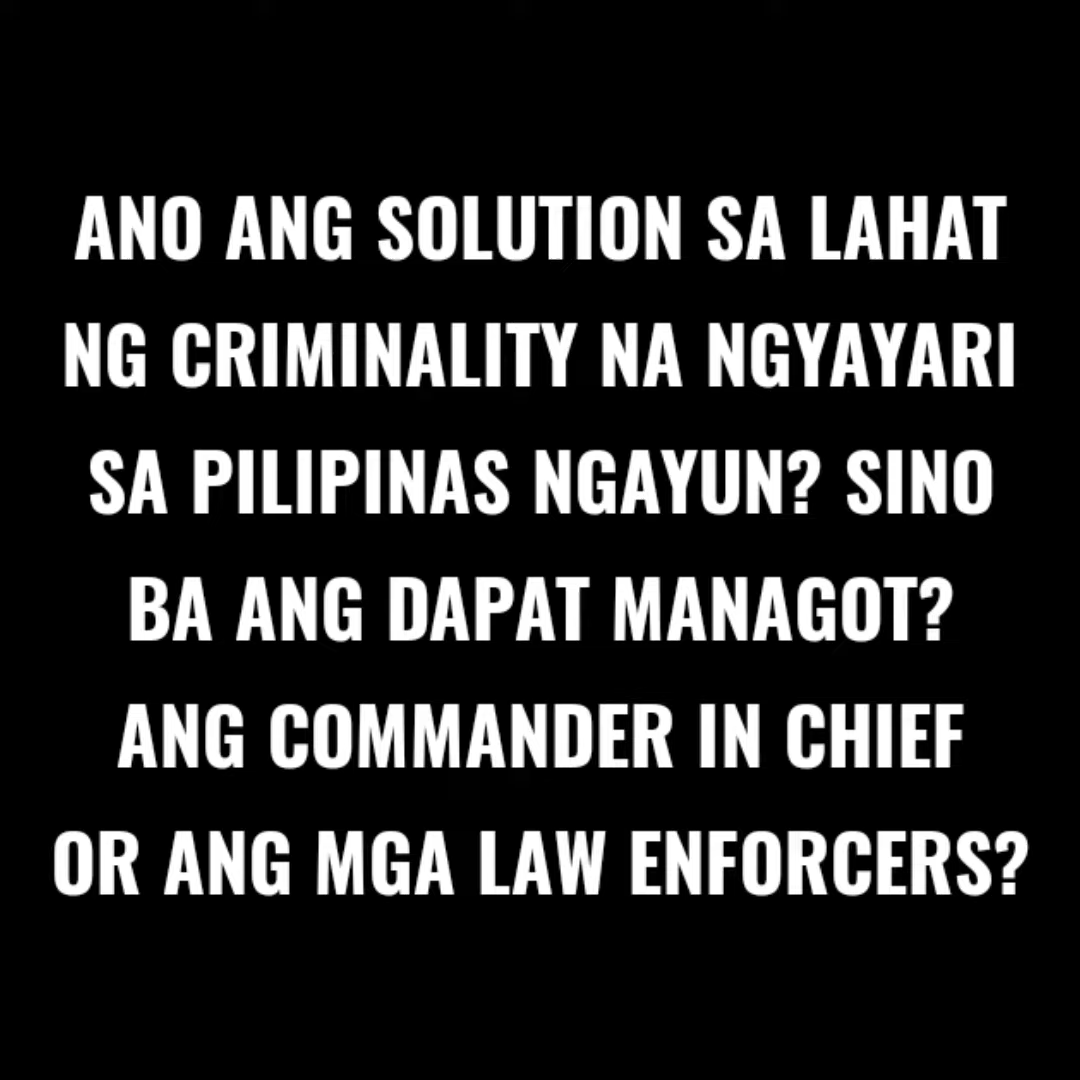 ANO ANG SOLUTION SA LAHAT
NG CRIMINALITY NA NGYAYARI
SA PILIPINAS NGAYUN? SINO
BA ANG DAPAT MANAGOT?
ANG COMMANDER IN CHIEF
OR ANG MGA LAW ENFORCERS?